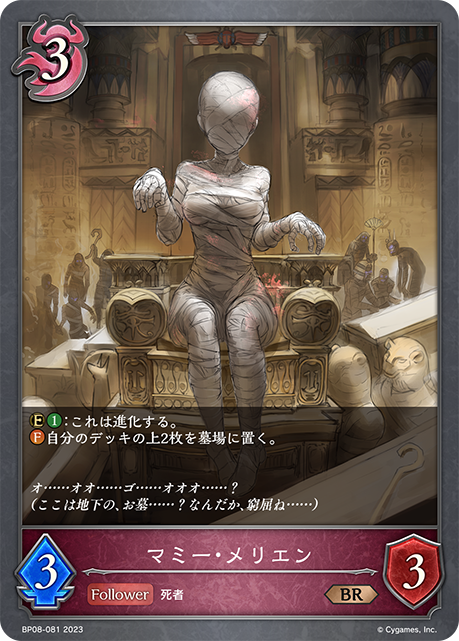 3
E 1:これは進化する。
F 自分のデッキの上2枚を墓場に置く。
オ……オオ……ゴ……オオオ……?
(ここは地下の、お墓……?なんだか、窮屈ね……)
マミー・メリエン
3
Follower 死者
BR
3
BP08-081 2023
© Cygames, Inc.